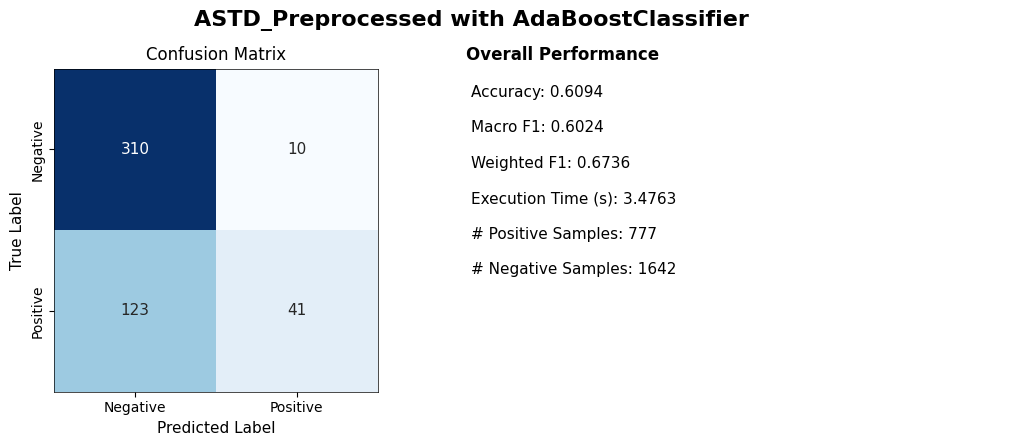 ASTD_Preprocessed with AdaBoostClassifier
Confusion Matrix
True Label
Negative
Positive
310
10
123
41
Negative
Positive
Predicted Label
Overall Performance
Accuracy: 0.6094
Macro F1: 0.6024
Weighted F1: 0.6736
Execution Time (s): 3.4763
# Positive Samples: 777
# Negative Samples: 1642